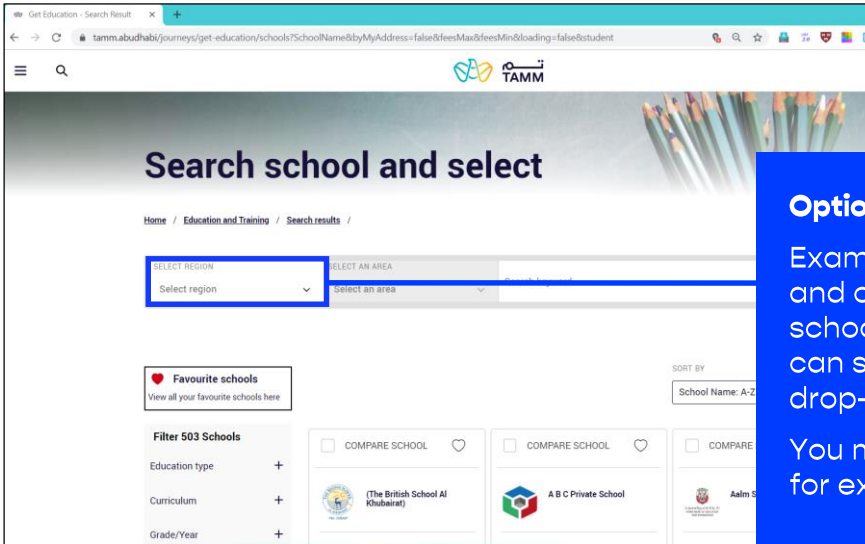 Get Education - Search Result
tamm.abudhabi/journeys/get-education/schools?SchoolName&byMyAddress=false&feesMax&feesMin&loading=false&student
تم
TAMM
Search school and select
Home / Education and Training / Search results /
SELECT REGION
Select region
SELECT AN AREA
Select an area
Favourite schools
View all your favourite schools here
SORT BY
School Name: A-Z
Filter 503 Schools
Education type +
Curriculum +
Grade/Year +
COMPARE SCHOOL
(The British School Al
Khubairat)
COMPARE SCHOOL
A B C Private School
COMPARE
Aalm S
Optio
Exam
and
schoo
can s
drop-
You
for ex